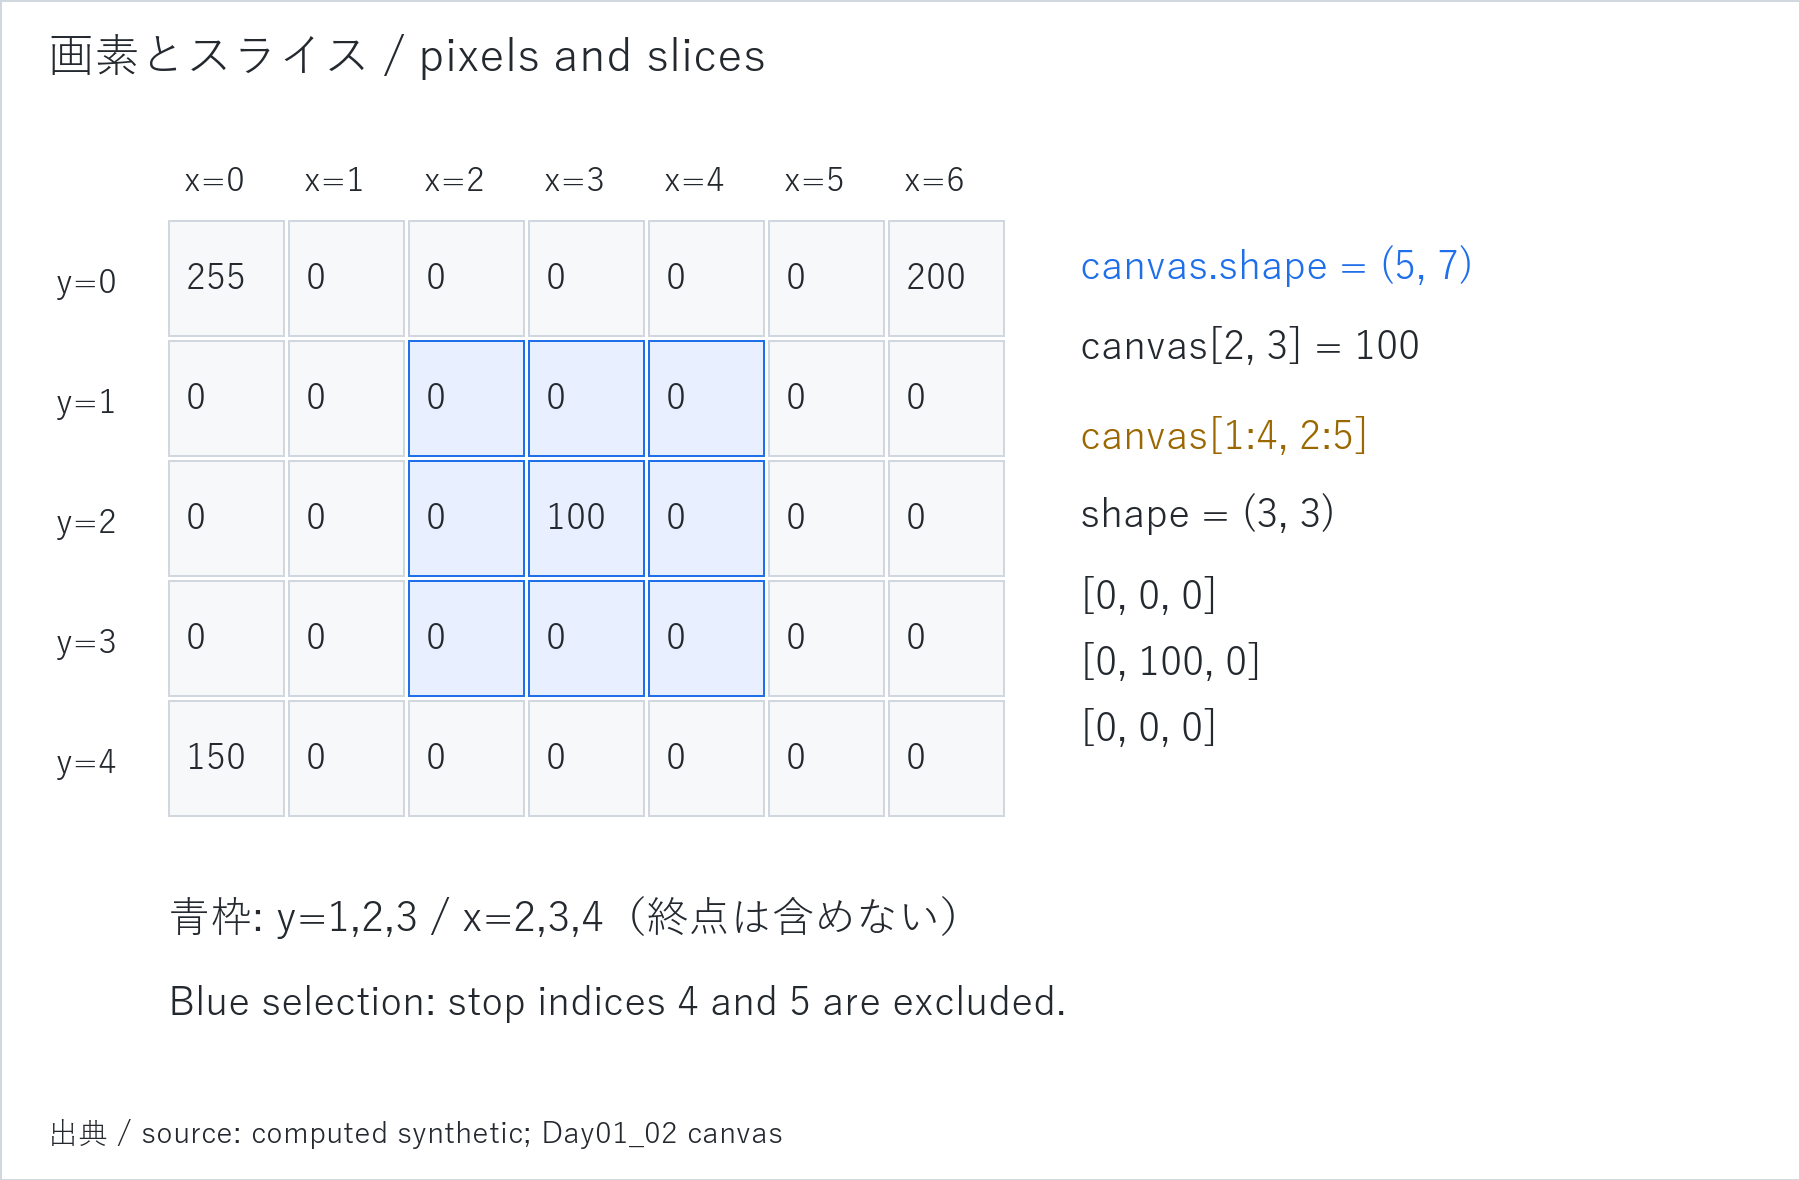 画素とスライス / pixels and slices
x=0 x=1 x=2 x=3 x=4 x=5 x=6
y=0 255 0 0 0 0 0 200
y=1 0 0 0 0 0 0 0
y=2 0 0 0 100 0 0 0
y=3 0 0 0 0 0 0 0
y=4 150 0 0 0 0 0 0
canvas.shape = (5, 7)
canvas[2, 3] = 100
canvas[1:4, 2:5]
shape = (3, 3)
[0, 0, 0]
[0, 100, 0]
[0, 0, 0]
青枠: y=1,2,3 / x=2,3,4（終点は含めない）
Blue selection: stop indices 4 and 5 are excluded.
出典 / source: computed synthetic; Day01_02 canvas